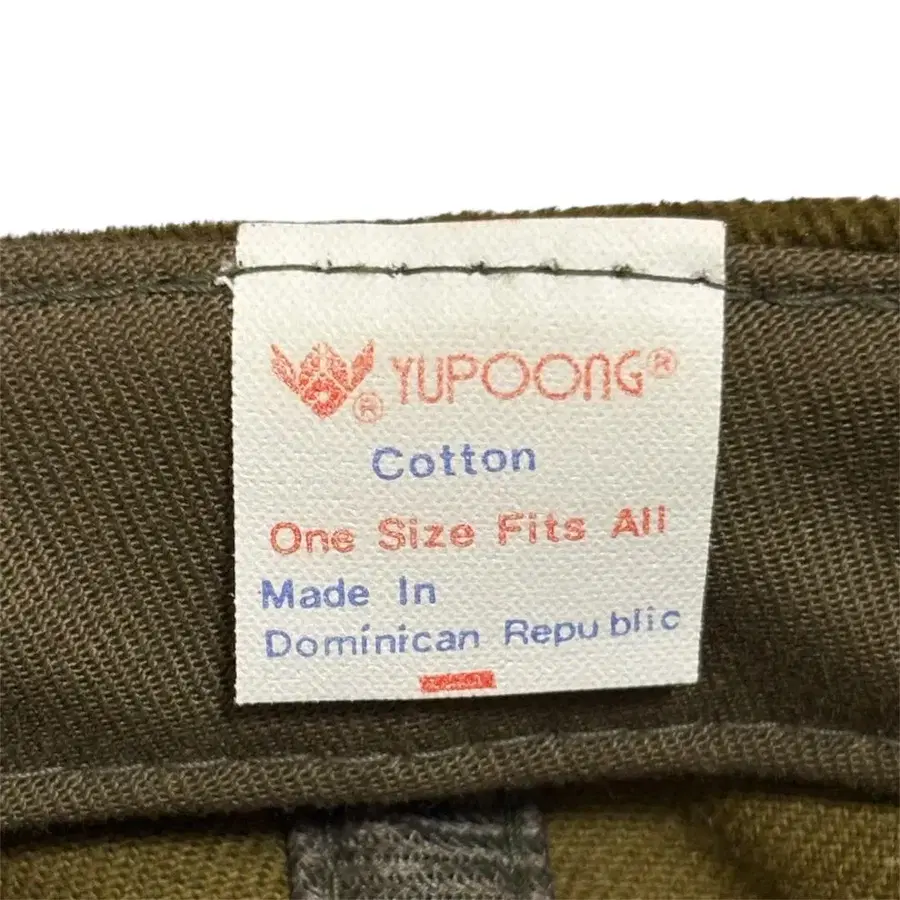 ® YUPOONG®
Cotton
One Size Fits All
Made In
Dominican Republic